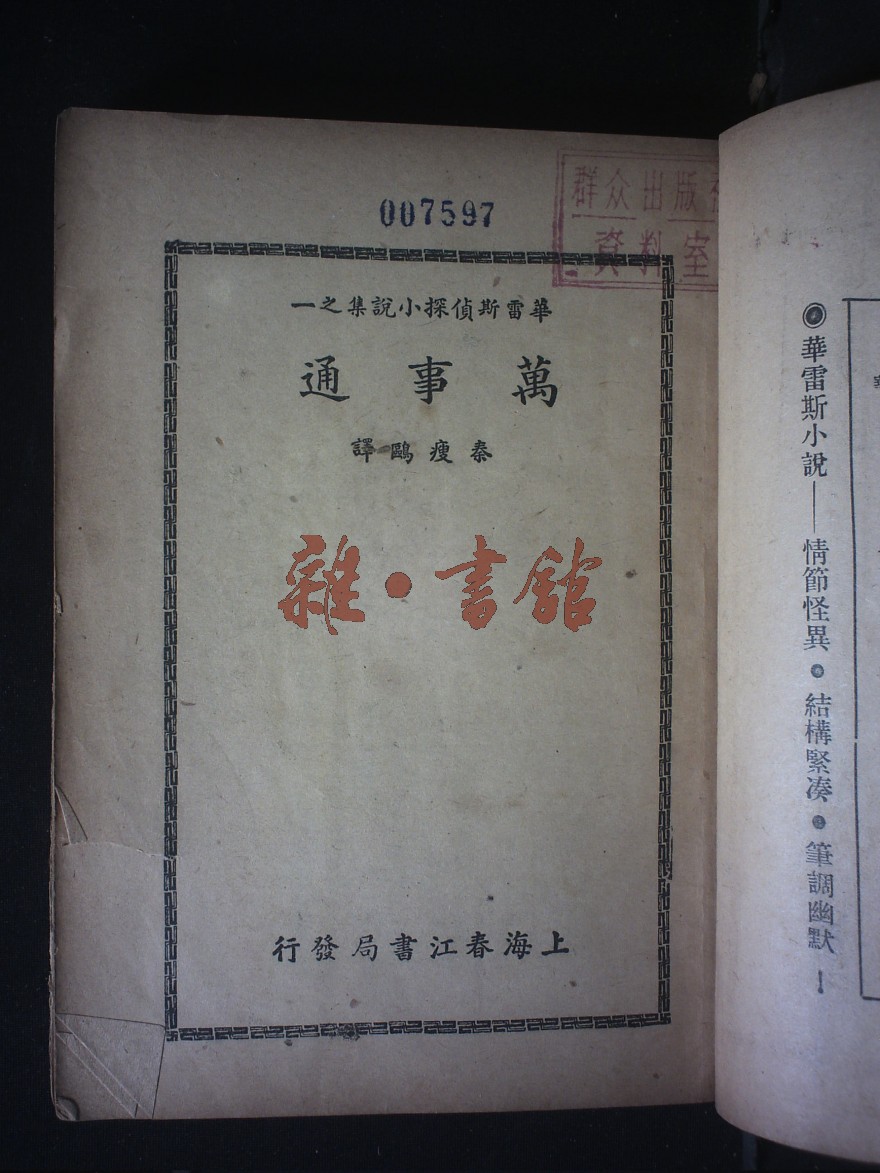 007597
群众出版
資料室
華雷斯偵探小說集之一
萬事通
秦瘦鷗譯
雜·書館
上海春江書局發行
◎華雷斯小說——情節怪異·結構緊凑·筆調幽默！